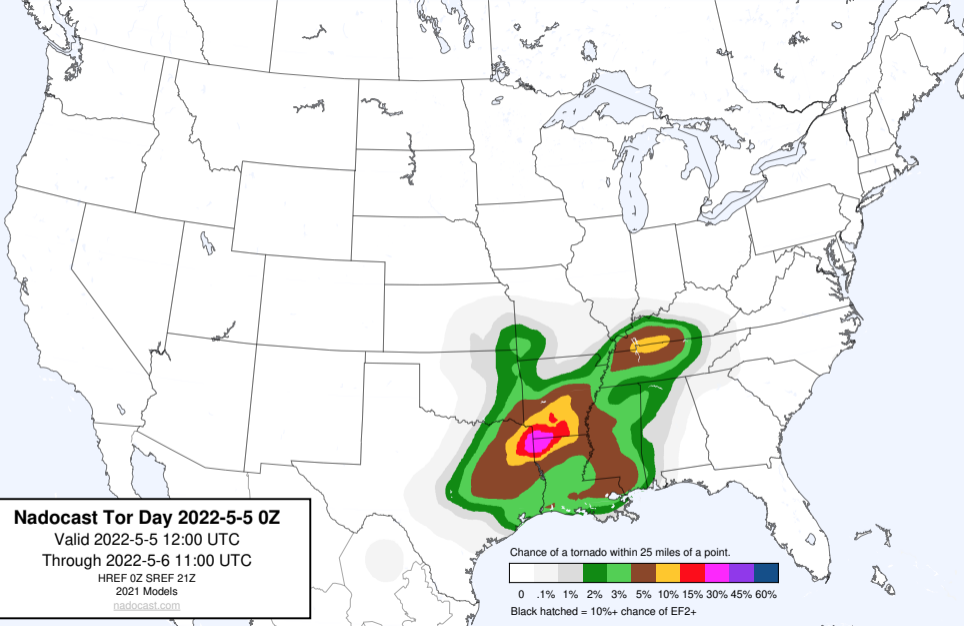 Nadocast Tor Day 2022-5-5 0Z
Valid 2022-5-5 12:00 UTC
Through 2022-5-6 11:00 UTC
HREF 0Z SREF 21Z
2021 Models
nadocast.com
Chance of a tornado within 25 miles of a point.
0 .1% 1% 2% 3% 5% 10% 15% 30% 45% 60%
Black hatched = 10%+ chance of EF2+